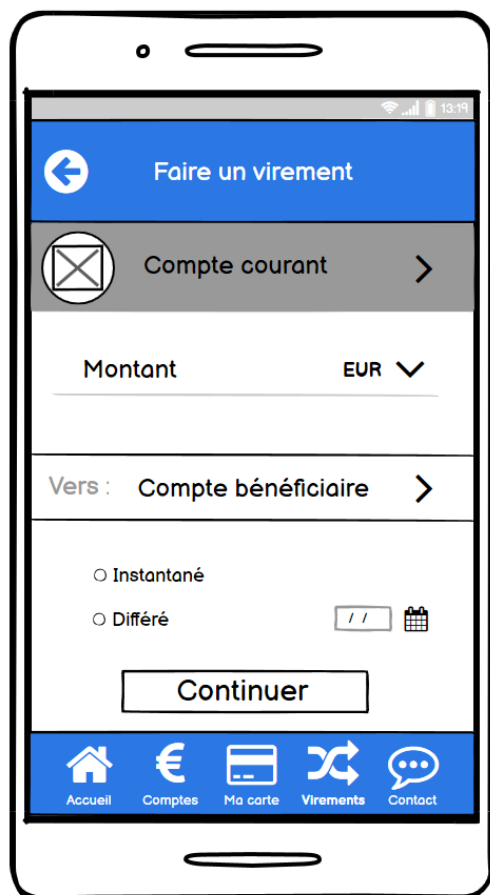 13:19
Faire un virement
Compte courant
Montant EUR
Vers : Compte bénéficiaire
Instantané
Différé / /
Continuer
Accueil Comptes Ma carte Virements Contact